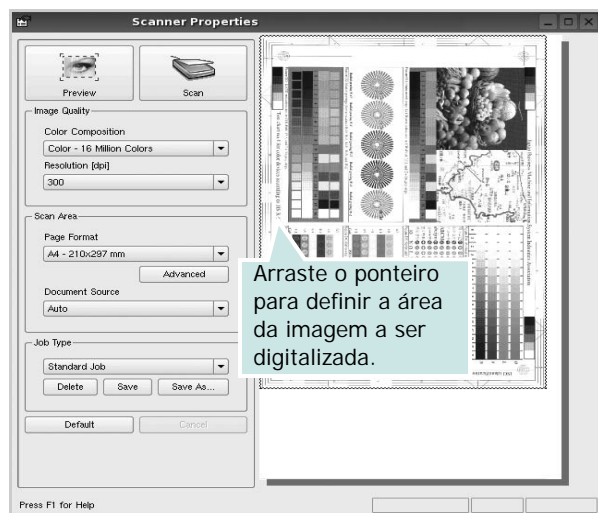 Scanner Properties
Preview
Scan
Image Quality
Color Composition
Color - 16 Million Colors
Resolution [dpi]
300
Scan Area
Page Format
A4 - 210x297 mm
Advanced
Document Source
Auto
Job Type
Standard Job
Delete
Save
Save As...
Default
Cancel
Press F1 for Help
Arraste o ponteiro
para definir a área
da imagem a ser
digitalizada.